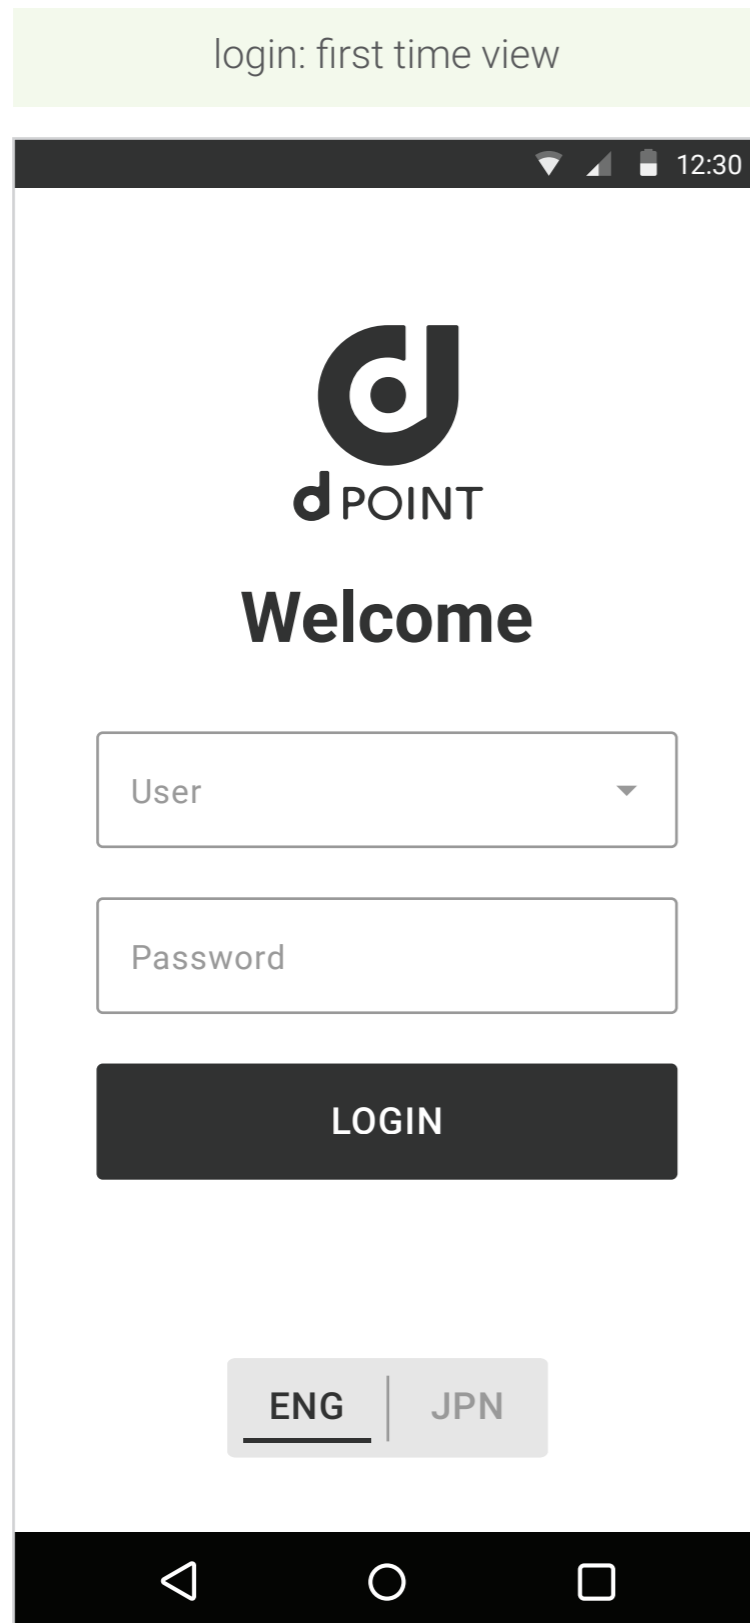 login: first time view
12:30
d POINT
Welcome
User
Password
LOGIN
ENG JPN